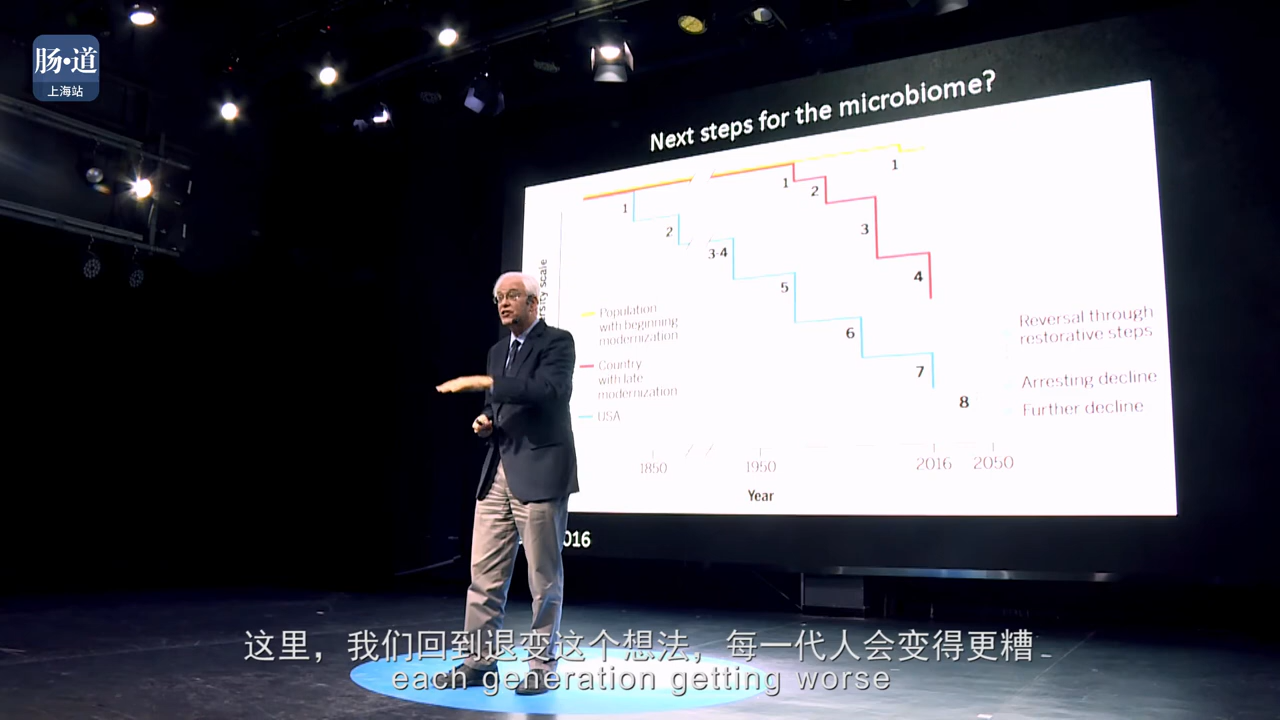 肠·道
上海站
Next steps for the microbiome?
1
1
1
2
2
3
3-4
4
5
6
7
8
Population
with beginning
modernization
Country
with late
modernization
USA
Reversal through
restorative steps
Arresting decline
Further decline
scale
1850
1950
2016
2050
Year
016
这里，我们回到退变这个想法，每一代人会变得更糟
each generation getting worse